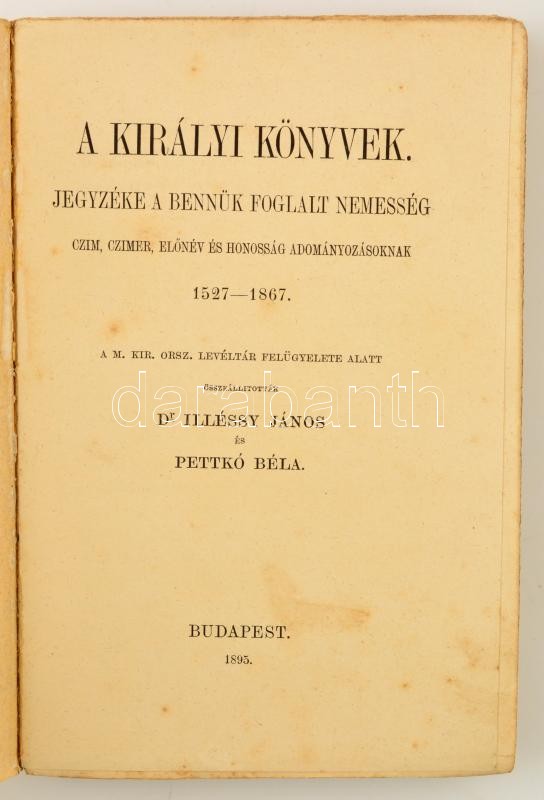 A KIRÁLYI KÖNYVEK.
JEGYZÉKE A BENNÜK FOGLALT NEMESSÉG
CZIM, CZIMER, ELŐNÉV ÉS HONOSSÁG ADOMÁNYOZÁSOKNAK
1527—1867.
A M. KIR. ORSZ. LEVÉLTÁR FELÜGYELETE ALATT
ÖSSZEÁLLITOTTÁK
darabanth
Dr ILLÉSSY JÁNOS
ÉS
PETTKÓ BÉLA.
BUDAPEST.
1895.